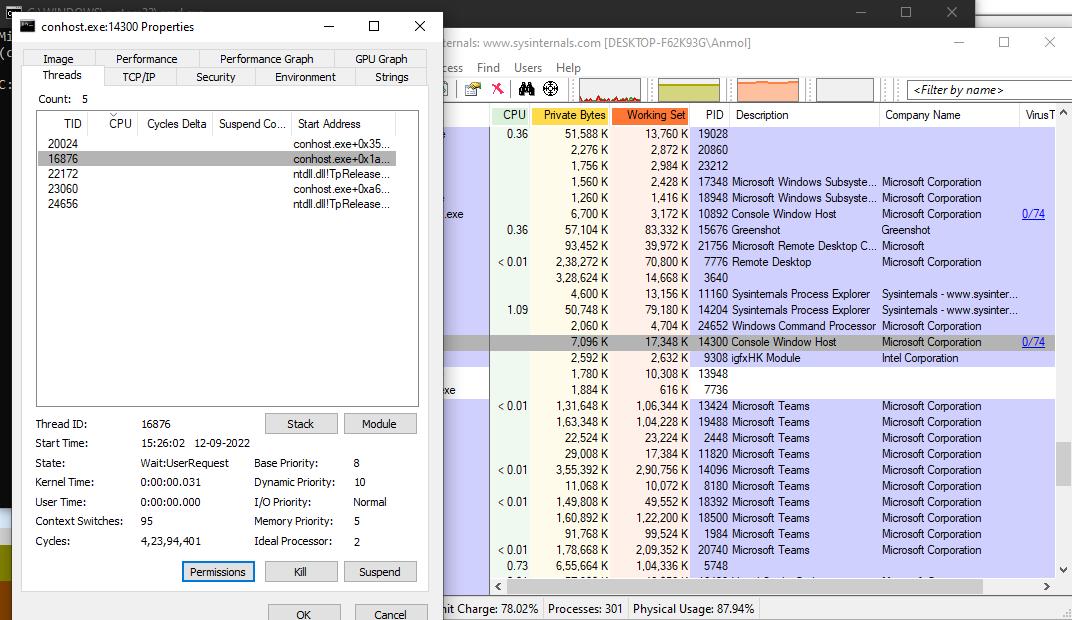 C:\WINDOWS\system32\cmd.exe
conhost.exe:14300 Properties
ternals: www.sysinternals.com [DESKTOP-F62K93G\Anmol]
Image Performance Performance Graph GPU Graph
Threads TCP/IP Security Environment Strings
cess Find Users Help
<Filter by name>
Count: 5
TID CPU Cycles Delta Suspend Co... Start Address
20024 conhost.exe+0x35...
16876 conhost.exe+0x1a...
22172 ntdll.dll!TpRelease...
23060 conhost.exe+0xa6...
24656 ntdll.dll!TpRelease...
Thread ID: 16876 Stack Module
Start Time: 15:26:02 12-09-2022
State: Wait:UserRequest Base Priority: 8
Kernel Time: 0:00:00.031 Dynamic Priority: 10
User Time: 0:00:00.000 I/O Priority: Normal
Context Switches: 95 Memory Priority: 5
Cycles: 4,23,94,401 Ideal Processor: 2
Permissions Kill Suspend
OK Cancel
CPU Private Bytes Working Set PID Description Company Name VirusT
0.36 51,588 K 13,760 K 19028
2,276 K 2,872 K 20860
1,756 K 2,984 K 23212
1,560 K 2,428 K 17348 Microsoft Windows Subsyste... Microsoft Corporation
1,260 K 1,416 K 18948 Microsoft Windows Subsyste... Microsoft Corporation
.exe 6,700 K 3,172 K 10892 Console Window Host Microsoft Corporation 0/74
0.36 57,104 K 83,332 K 15676 Greenshot Greenshot
93,452 K 39,972 K 21756 Microsoft Remote Desktop C... Microsoft
< 0.01 2,38,272 K 70,800 K 7776 Remote Desktop Microsoft Corporation
3,28,624 K 14,668 K 3640
4,600 K 13,156 K 11160 Sysinternals Process Explorer Sysinternals - www.sysinter...
1.09 50,748 K 79,180 K 14204 Sysinternals Process Explorer Sysinternals - www.sysinter...
2,060 K 4,704 K 24652 Windows Command Processor Microsoft Corporation
7,096 K 17,348 K 14300 Console Window Host Microsoft Corporation 0/74
2,592 K 2,632 K 9308 igfxHK Module Intel Corporation
1,780 K 10,308 K 13948
exe 1,884 K 616 K 7736
< 0.01 1,31,648 K 1,06,344 K 13424 Microsoft Teams Microsoft Corporation
1,63,348 K 1,04,228 K 19488 Microsoft Teams Microsoft Corporation
22,524 K 23,224 K 2448 Microsoft Teams Microsoft Corporation
29,008 K 17,384 K 11820 Microsoft Teams Microsoft Corporation
< 0.01 3,55,392 K 2,90,756 K 14096 Microsoft Teams Microsoft Corporation
11,068 K 10,072 K 8180 Microsoft Teams Microsoft Corporation
< 0.01 1,49,808 K 49,552 K 18392 Microsoft Teams Microsoft Corporation
1,60,892 K 1,22,200 K 18500 Microsoft Teams Microsoft Corporation
91,768 K 99,524 K 1984 Microsoft Teams Microsoft Corporation
< 0.01 1,78,668 K 2,09,352 K 20740 Microsoft Teams Microsoft Corporation
0.73 6,55,664 K 1,04,336 K 5748
it Charge: 78.02% Processes: 301 Physical Usage: 87.94%